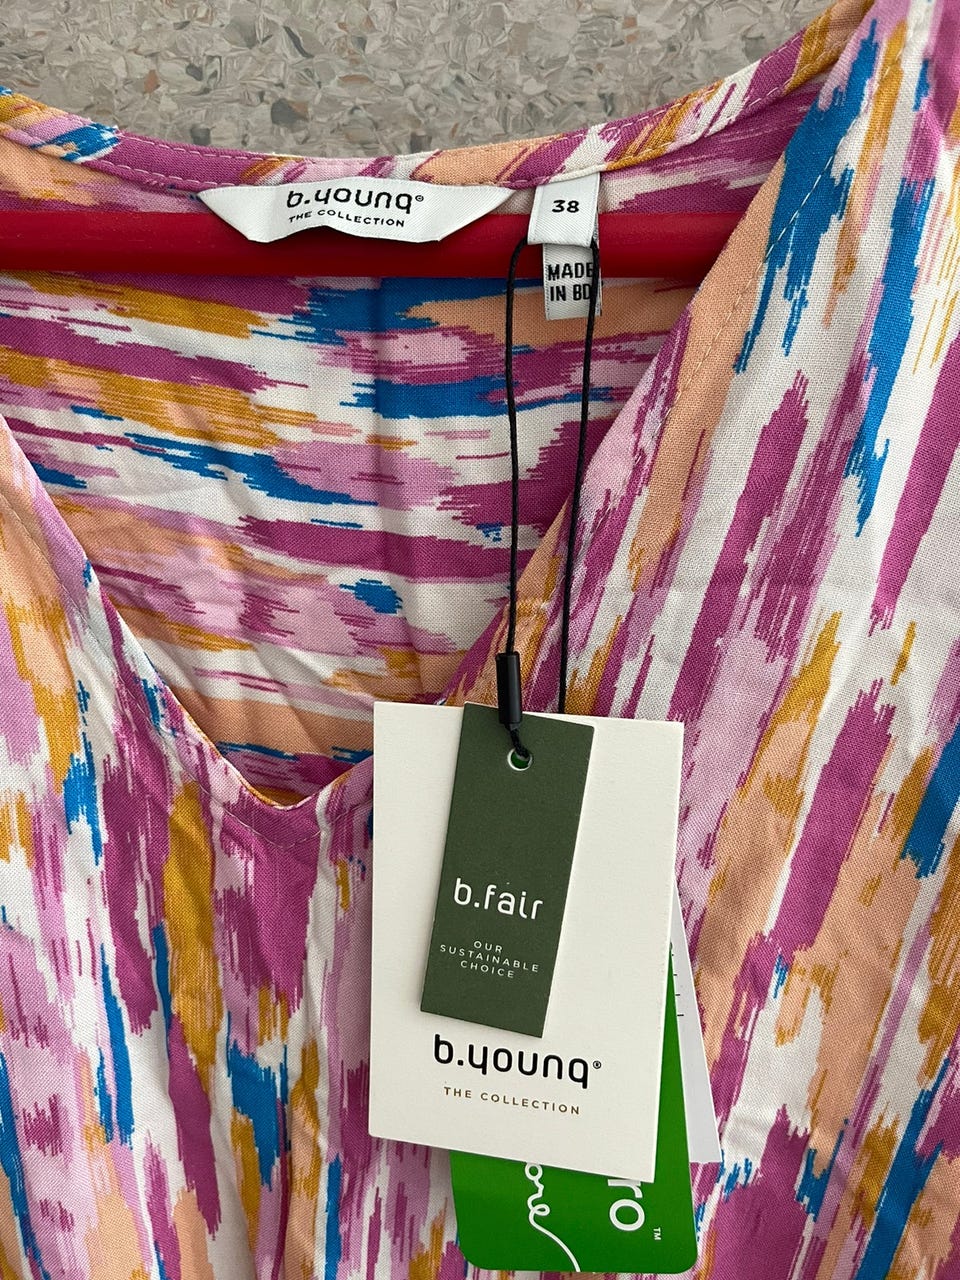 b.young®
THE COLLECTION
38
MADE
IN BD
b.fair
OUR
SUSTAINABLE
CHOICE
b.young®
THE COLLECTION